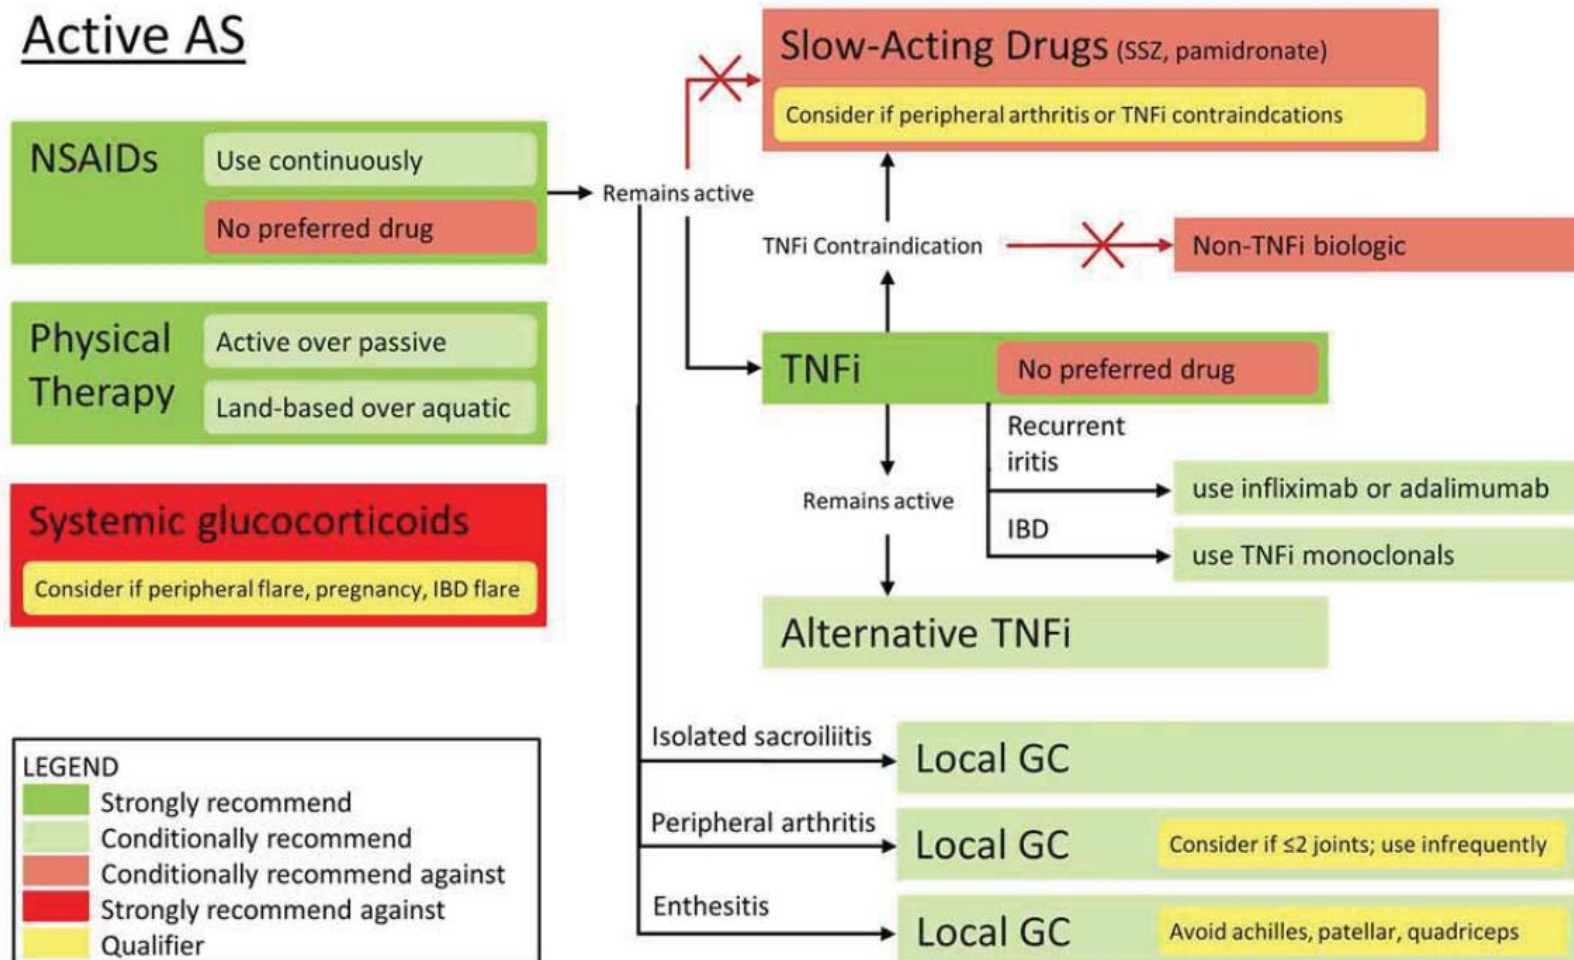 Active AS
NSAIDs
Use continuously
No preferred drug
Physical
Therapy
Active over passive
Land-based over aquatic
Systemic glucocorticoids
Consider if peripheral flare, pregnancy, IBD flare
LEGEND
Strongly recommend
Conditionally recommend
Conditionally recommend against
Strongly recommend against
Qualifier
Remains active
Slow-Acting Drugs (SSZ, pamidronate)
Consider if peripheral arthritis or TNFi contraindcations
TNFi Contraindication
Non-TNFi biologic
TNFi
No preferred drug
Recurrent
iritis
use infliximab or adalimumab
IBD
use TNFi monoclonals
Remains active
Alternative TNFi
Isolated sacroiliitis
Local GC
Peripheral arthritis
Local GC
Consider if ≤2 joints; use infrequently
Enthesitis
Local GC
Avoid achilles, patellar, quadriceps